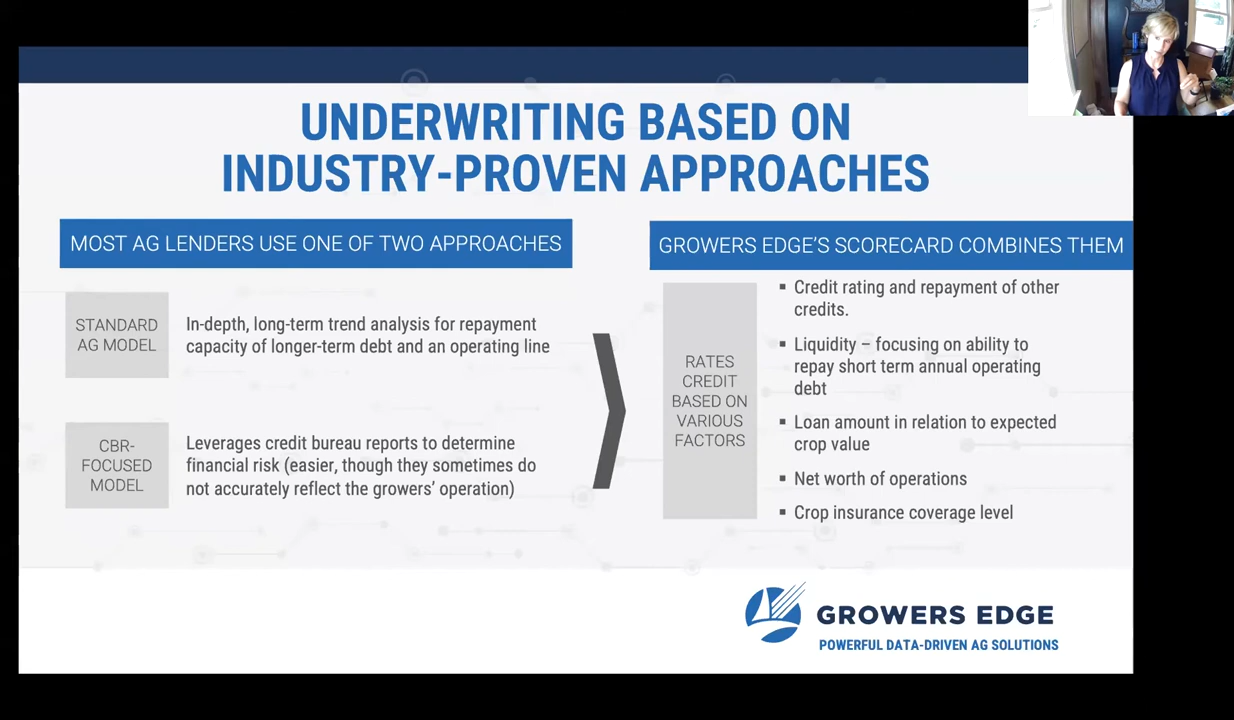 UNDERWRITING BASED ON
INDUSTRY-PROVEN APPROACHES
MOST AG LENDERS USE ONE OF TWO APPROACHES
STANDARD
AG MODEL
In-depth, long-term trend analysis for repayment
capacity of longer-term debt and an operating line
CBR-
FOCUSED
MODEL
Leverages credit bureau reports to determine
financial risk (easier, though they sometimes do
not accurately reflect the growers' operation)
GROWERS EDGE'S SCORECARD COMBINES THEM
RATES
CREDIT
BASED ON
VARIOUS
FACTORS
▪ Credit rating and repayment of other
credits.
▪ Liquidity – focusing on ability to
repay short term annual operating
debt
▪ Loan amount in relation to expected
crop value
▪ Net worth of operations
▪ Crop insurance coverage level
GROWERS EDGE
POWERFUL DATA-DRIVEN AG SOLUTIONS